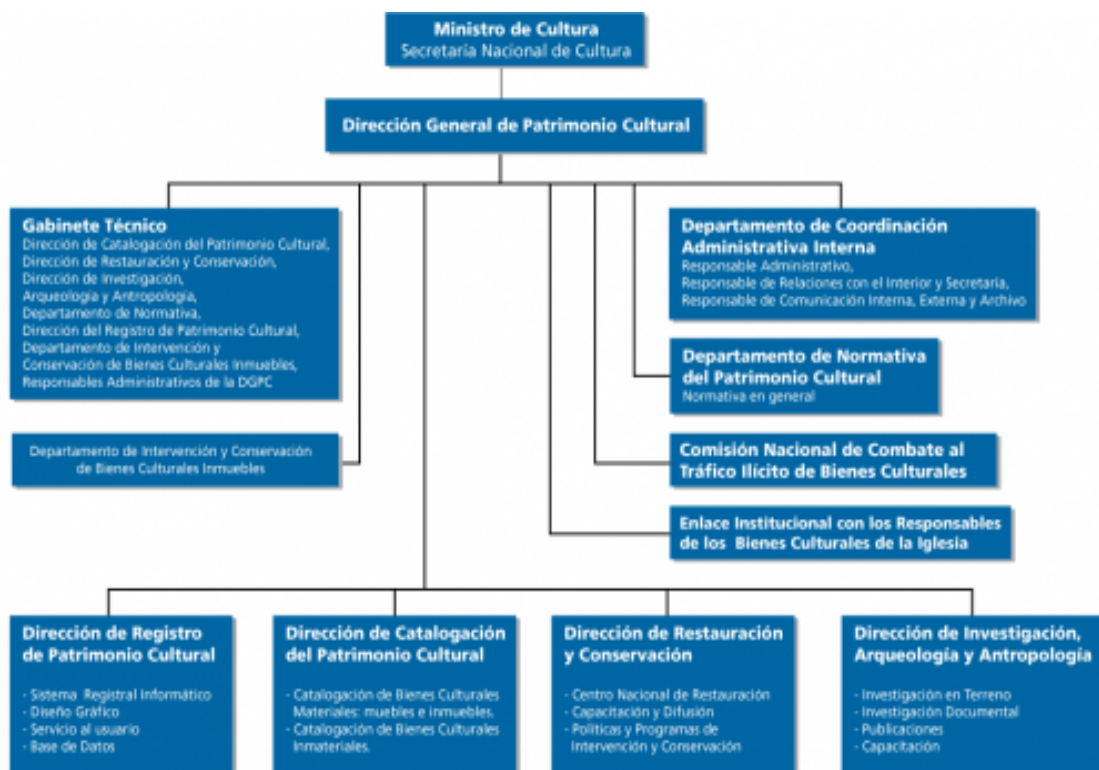 Ministro de Cultura
Secretaría Nacional de Cultura
Dirección General de Patrimonio Cultural
Gabinete Técnico
Dirección de Catalogación del Patrimonio Cultural,
Dirección de Restauración y Conservación,
Dirección de Investigación,
Arqueología y Antropología,
Departamento de Normativa,
Dirección del Registro de Patrimonio Cultural,
Departamento de Intervención y
Conservación de Bienes Culturales Inmuebles,
Responsables Administrativos de la DGPC
Departamento de Intervención y Conservación
de Bienes Culturales Inmuebles
Departamento de Coordinación
Administrativa Interna
Responsable Administrativo,
Responsable de Relaciones con el Interior y Secretaría,
Responsable de Comunicación Interna, Externa y Archivo
Departamento de Normativa
del Patrimonio Cultural
Normativa en general
Comisión Nacional de Combate al
Tráfico Ilícito de Bienes Culturales
Enlace Institucional con los Responsables
de los Bienes Culturales de la Iglesia
Dirección de Registro
de Patrimonio Cultural
- Sistema Registral Informático
- Diseño Gráfico
- Servicio al usuario
- Base de Datos
Dirección de Catalogación
del Patrimonio Cultural
- Catalogación de Bienes Culturales
Materiales: muebles e inmuebles.
- Catalogación de Bienes Culturales
Inmateriales.
Dirección de Restauración
y Conservación
- Centro Nacional de Restauración
- Capacitación y Difusión
- Políticas y Programas de
Intervención y Conservación
Dirección de Investigación,
Arqueología y Antropología
- Investigación en Terreno
- Investigación Documental
- Publicaciones
- Capacitación